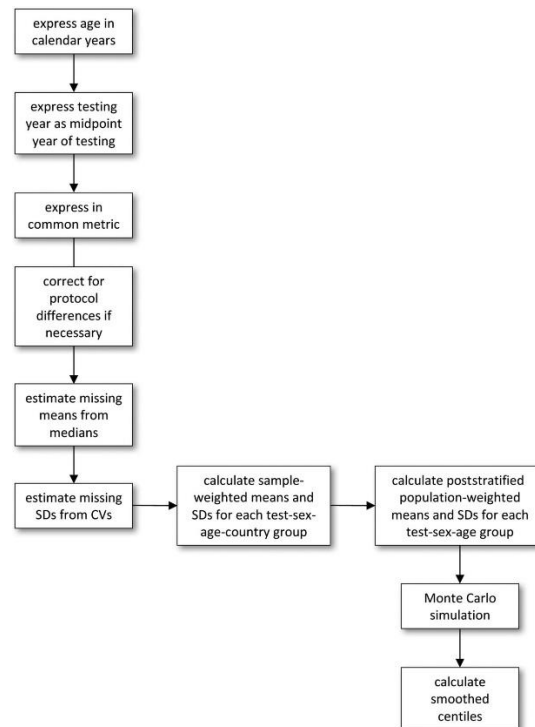 express age in
calendar years
express testing
year as midpoint
year of testing
express in
common metric
correct for
protocol
differences if
necessary
estimate missing
means from
medians
estimate missing
SDs from CVs
calculate sample-
weighted means and
SDs for each test-sex-
age-country group
calculate poststratified
population-weighted
means and SDs for each
test-sex-age group
Monte Carlo
simulation
calculate
smoothed
centiles